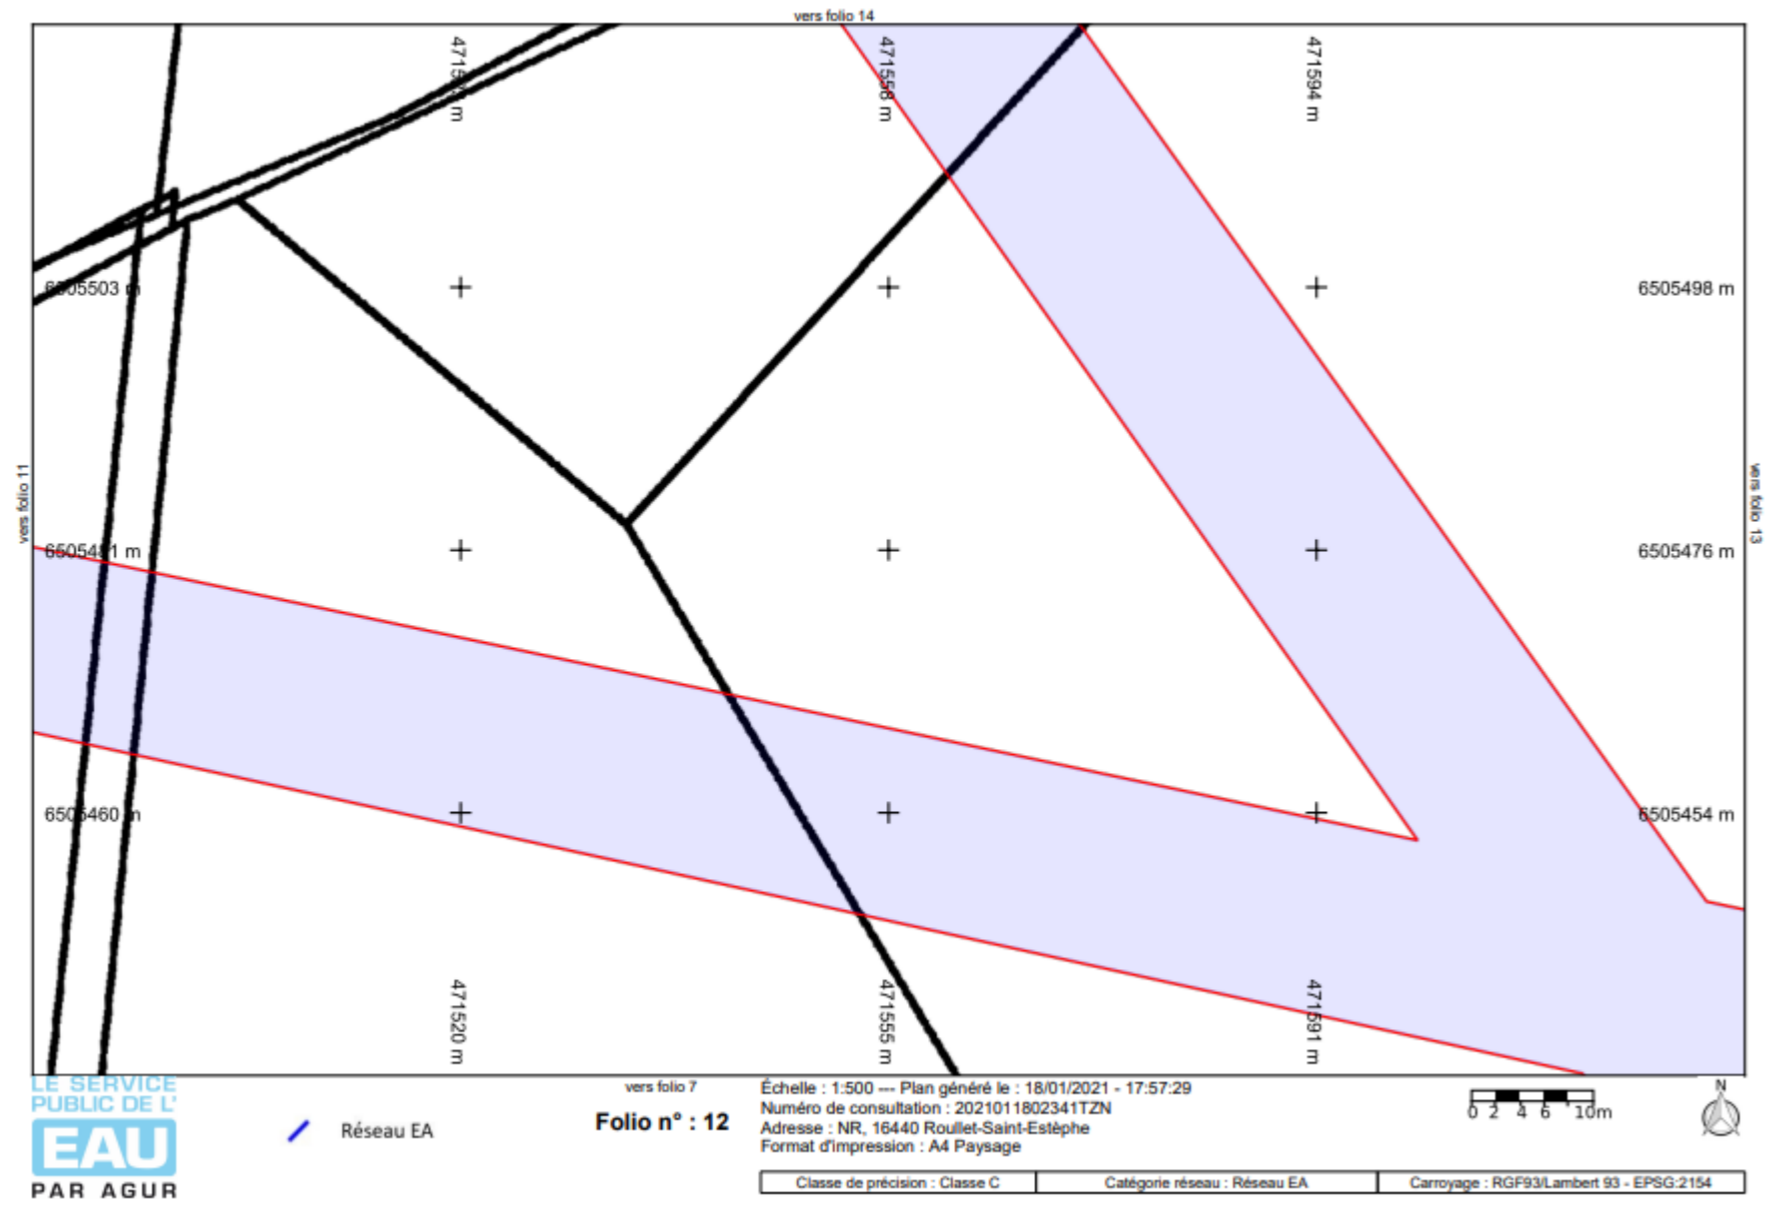 vers folio 14
471558 m
471594 m
6505503 m
6505498 m
vers folio 11
vers folio 13
6505481 m
6505476 m
6505460 m
6505454 m
471520 m
471555 m
471591 m
LE SERVICE
PUBLIC DE L'
EAU
PAR AGUR
Réseau EA
vers folio 7
Folio n° : 12
Échelle : 1:500 --- Plan généré le : 18/01/2021 - 17:57:29
Numéro de consultation : 2021011802341TZN
Adresse : NR, 16440 Roullet-Saint-Estèphe
Format d'impression : A4 Paysage
0 2 4 6 10m
N
Classe de précision : Classe C
Catégorie réseau : Réseau EA
Carroyage : RGF93/Lambert 93 - EPSG:2154